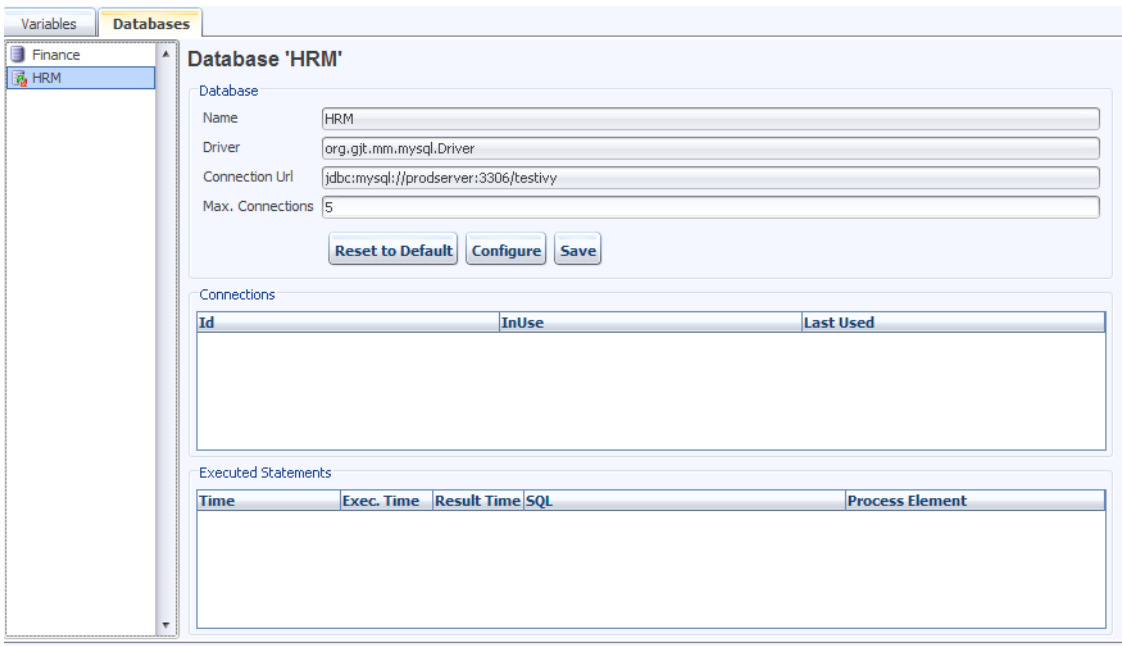 Variables Databases
Finance
HRM
Database 'HRM'
Database
Name HRM
Driver org.gjt.mm.mysql.Driver
Connection Url jdbc:mysql://prodserver:3306/testivy
Max. Connections 5
Reset to Default Configure Save
Connections
Id InUse Last Used
Executed Statements
Time Exec. Time Result Time SQL Process Element